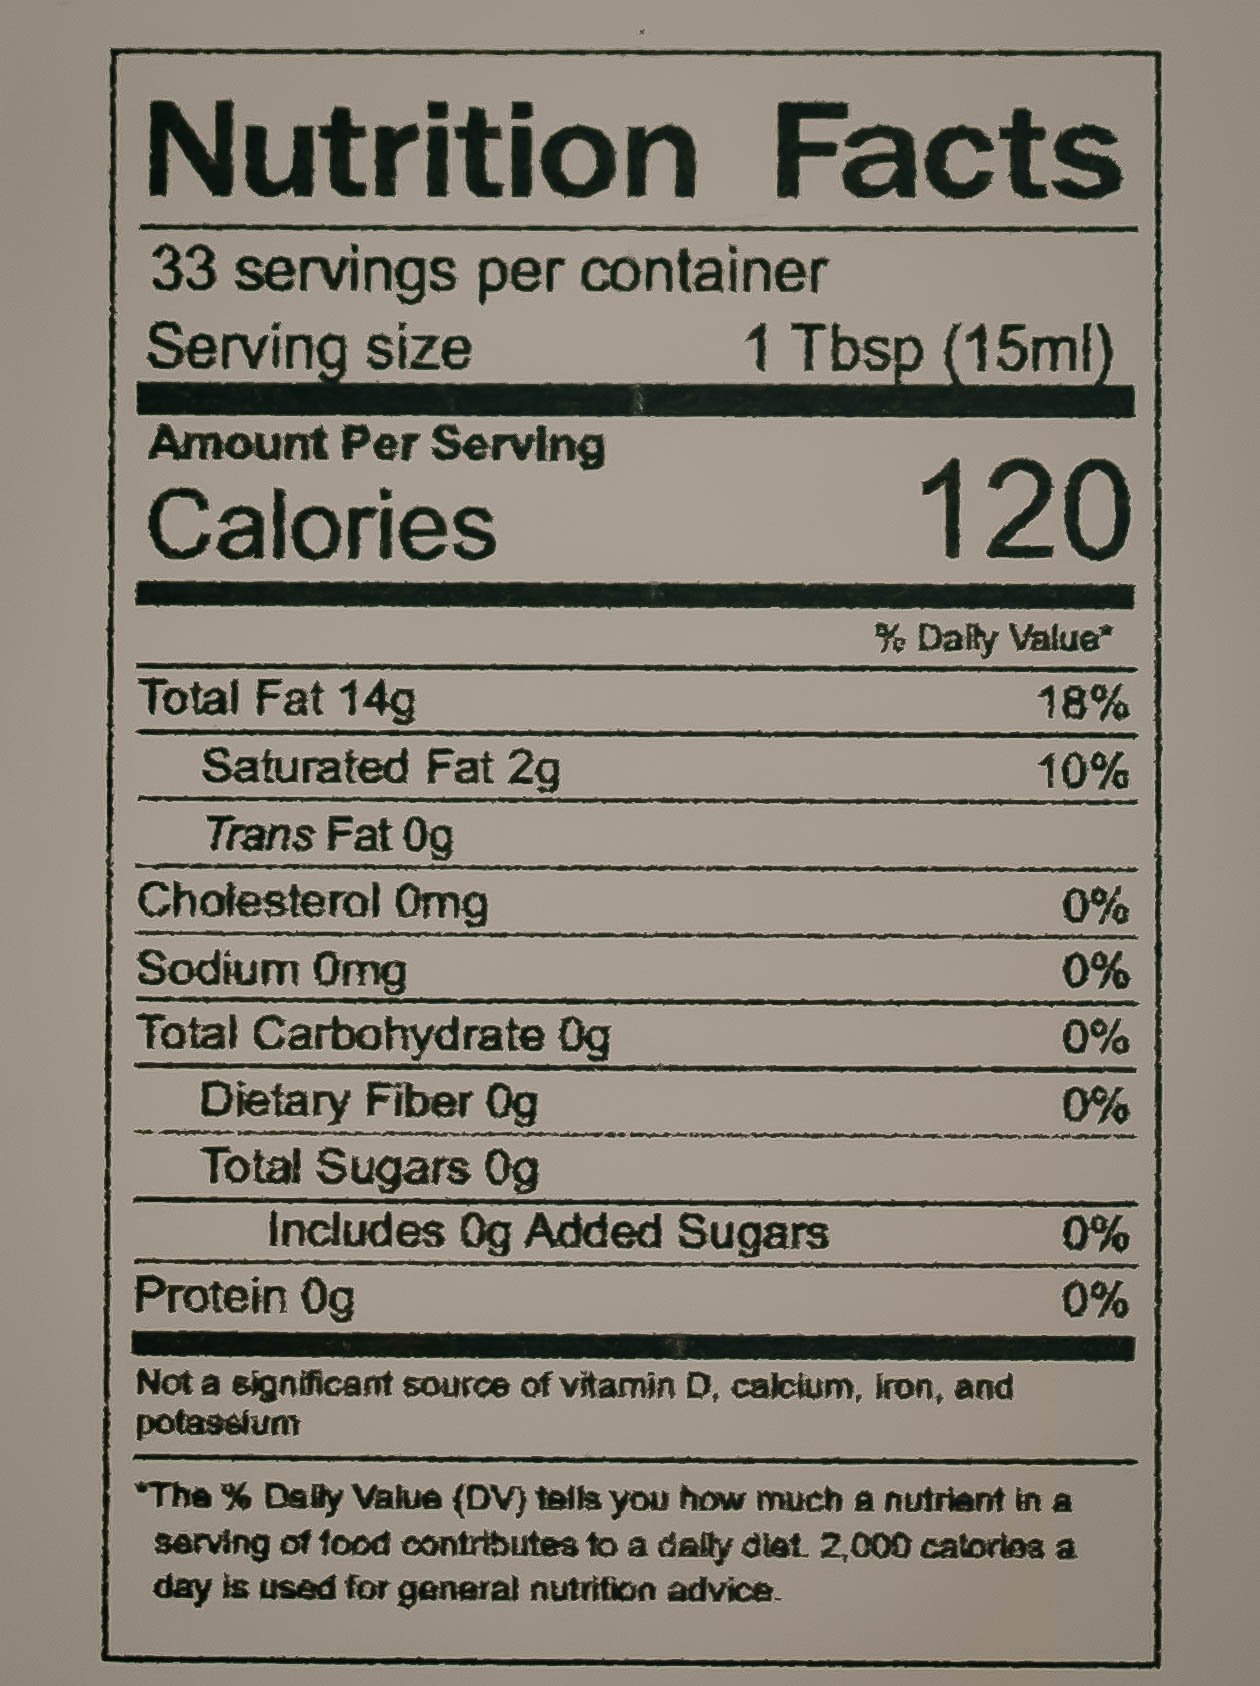 Nutrition Facts
33 servings per container
Serving size 1 Tbsp (15ml)
Amount Per Serving
Calories 120
% Daily Value*
Total Fat 14g 18%
Saturated Fat 2g 10%
Trans Fat 0g
Cholesterol 0mg 0%
Sodium 0mg 0%
Total Carbohydrate 0g 0%
Dietary Fiber 0g 0%
Total Sugars 0g
Includes 0g Added Sugars 0%
Protein 0g 0%
Not a significant source of vitamin D, calcium, iron, and
potassium
*The % Daily Value (DV) tells you how much a nutrient in a
serving of food contributes to a daily diet. 2,000 calories a
day is used for general nutrition advice.